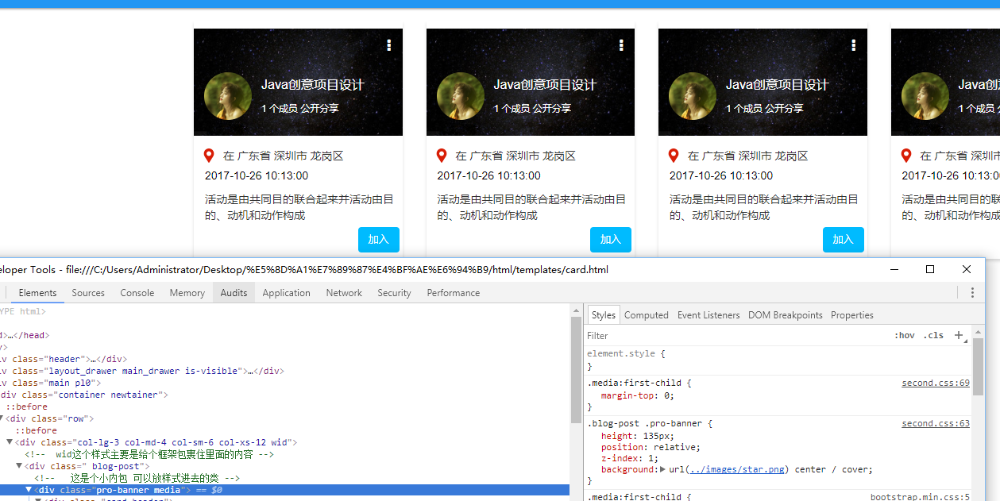 Java创意项目设计 Java创意项目设计 Java创意项目设计 Java创意
1 个成员 公开分享 1 个成员 公开分享 1 个成员 公开分享 1 个成员 公
在 广东省 深圳市 龙岗区 在 广东省 深圳市 龙岗区 在 广东省 深圳市 龙岗区 在 广东省 深圳
2017-10-26 10:13:00 2017-10-26 10:13:00 2017-10-26 10:13:00 2017-10-26 10:13:0
活动是由共同目的联合起来并活动由目 活动是由共同目的联合起来并活动由目 活动是由共同目的联合起来并活动由目 活动是由共同目
的、动机和动作构成 的、动机和动作构成 的、动机和动作构成 的、动机和动作
加入 加入 加入
eloper Tools - file:///C:/Users/Administrator/Desktop/%E5%8D%A1%E7%89%87%E4%BF%AE%E6%94%B9/html/templates/card.html
Elements Sources Console Memory Audits Application Network Security Performance
YPE html>
d>…</head>
y>
iv class="header">…</div>
iv class="layout_drawer main_drawer is-visible">…</div>
iv class="main pl0">
div class="container newtainer">
::before
<div class="row">
::before
<div class="col-lg-3 col-md-4 col-sm-6 col-xs-12 wid">
<!-- wid这个样式主要是给个框架包裹住里面的内容 -->
<div class=" blog-post">
<!-- 这是个小内包 可以放样式进去的类 -->
<div class="pro-banner media"> == $0
<div class="card-header">
Styles Computed Event Listeners DOM Breakpoints Properties
Filter :hov .cls +
element.style {
}
.media:first-child { second.css:69
margin-top: 0;
}
.blog-post .pro-banner { second.css:63
height: 135px;
position: relative;
z-index: 1;
background: url(../images/star.png) center / cover;
}
.media:first-child { bootstrap.min.css:5